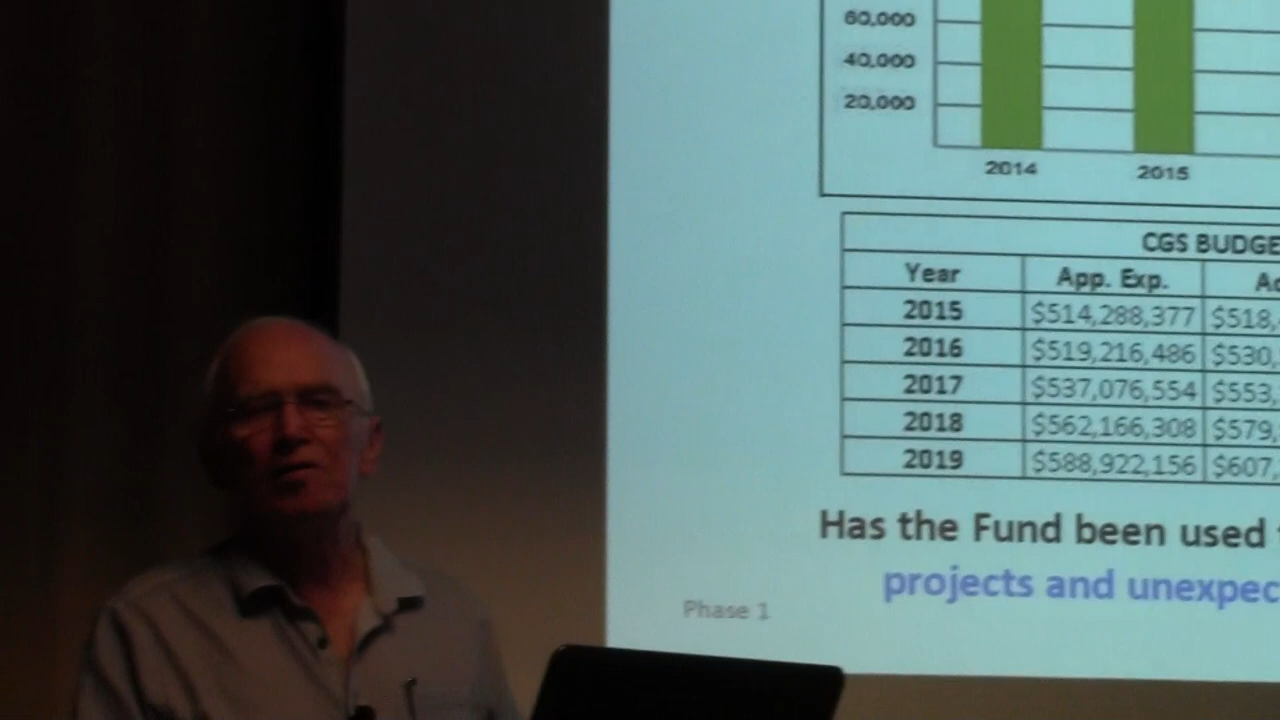 60,000
40,000
20,000
2014 2015
CGS BUDGE
Year App. Exp. Ac
2015 $514,288,377 $518,
2016 $519,216,486 $530,
2017 $537,076,554 $553,
2018 $562,166,308 $579,
2019 $588,922,156 $607,
Has the Fund been used
projects and unexpec
Phase 1